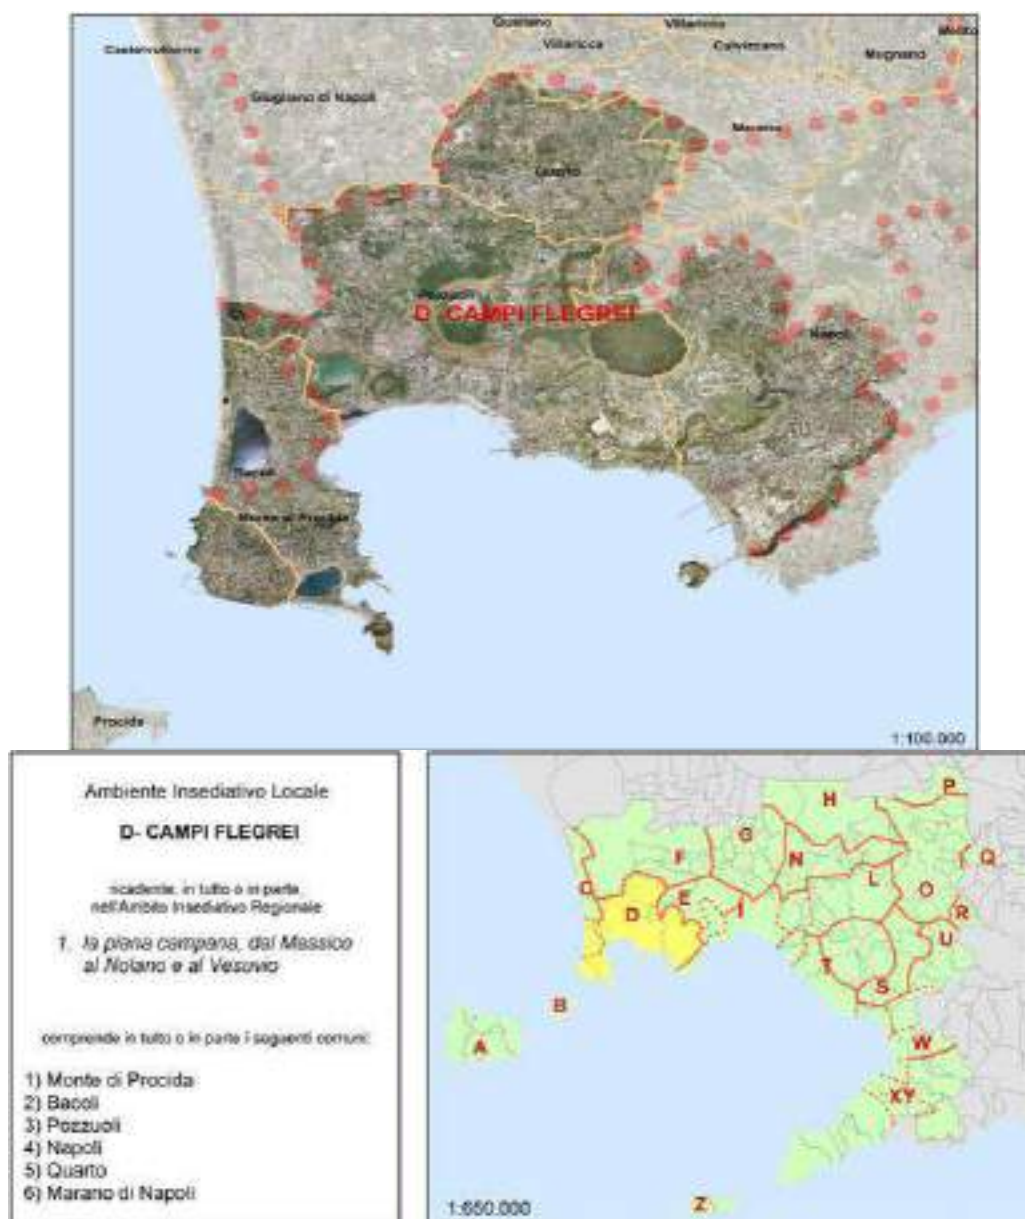 Qualiano
Villaricca
Villaricca
Calvizzano
Melito
Mugnano
Giugliano di Napoli
Marano
Quarto
Pozzuoli
D CAMPI FLEGREI
Napoli
Bacoli
Monte di Procida
Procida
1:100.000
Ambiente Insediativo Locale
D- CAMPI FLEGREI
ricadente, in tutto o in parte
nell'Ambito Insediativo Regionale
1. la piana campana, dal Massico
al Nolano e al Vesuvio
comprende in tutto o in parte i seguenti comuni:
1) Monte di Procida
2) Bacoli
3) Pozzuoli
4) Napoli
5) Quarto
6) Marano di Napoli
H
P
G
F
N
Q
C
E
L
O
D
I
R
U
T
S
B
A
W
XY
Z
1:650.000